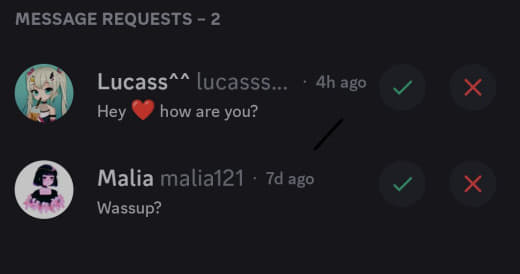 MESSAGE REQUESTS – 2
Lucass^^ lucasss... · 4h ago
Hey ❤️ how are you?
Malia malia121 · 7d ago
Wassup?